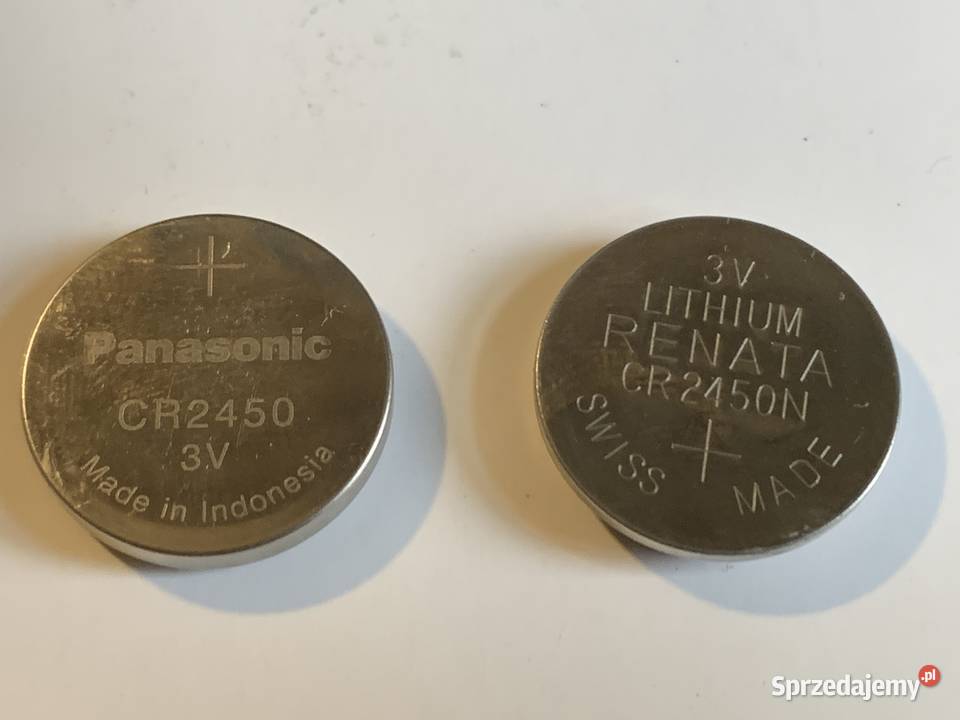 +
Panasonic
CR2450
3V
Made in Indonesia
3V
LITHIUM
RENATA
CR2450N
+
SWISS MADE
Sprzedajemy.pl